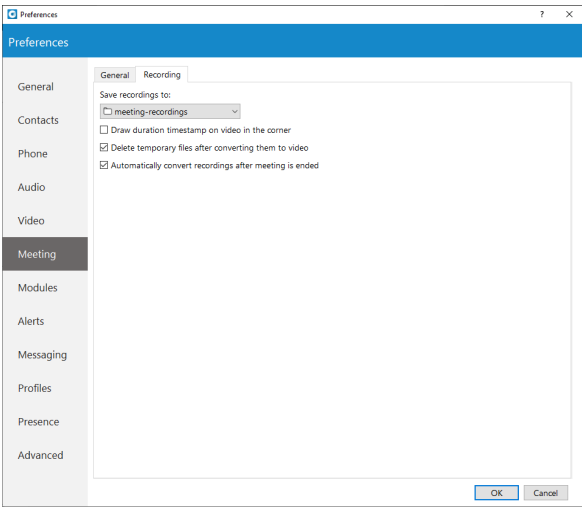 Preferences
?
Preferences
General
Contacts
Phone
Audio
Video
Meeting
Modules
Alerts
Messaging
Profiles
Presence
Advanced
General Recording
Save recordings to:
meeting-recordings
Draw duration timestamp on video in the corner
Delete temporary files after converting them to video
Automatically convert recordings after meeting is ended
OK Cancel